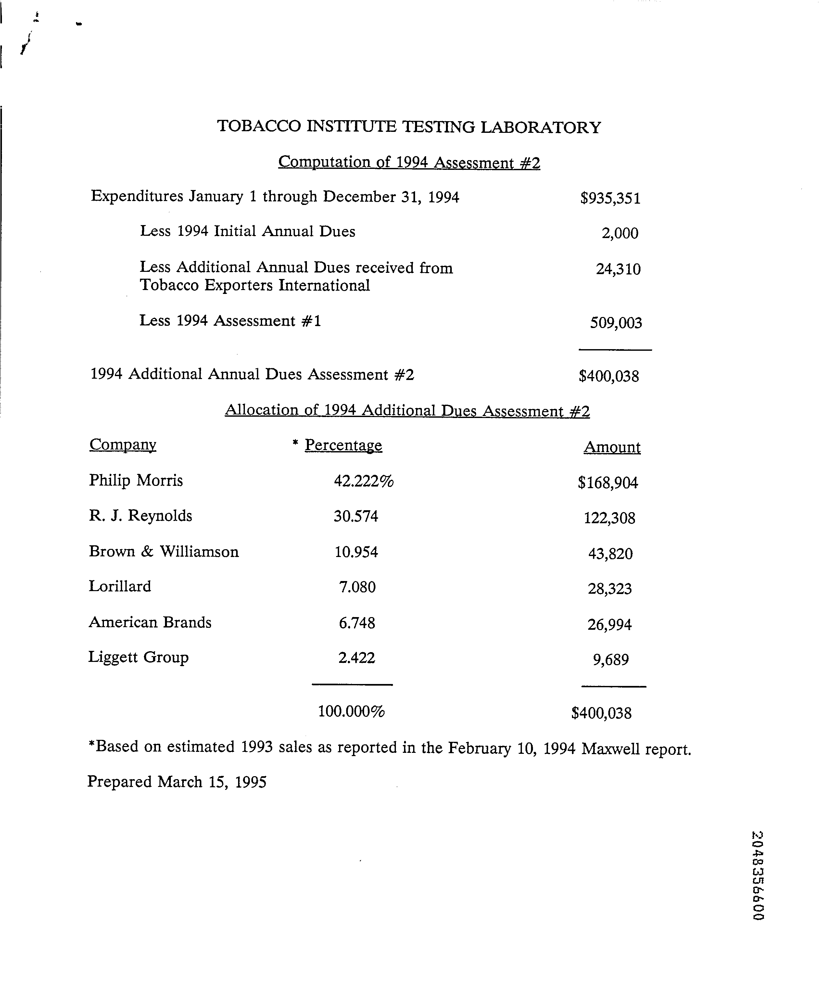 TOBACCO INSTITUTE TESTING LABORATORY
Computation of 1994 Assessment #2
Expenditures January 1 through December 31, 1994 $935,351
Less 1994 Initial Annual Dues 2,000
Less Additional Annual Dues received from 24,310
Tobacco Exporters International
Less 1994 Assessment #1 509,003
1994 Additional Annual Dues Assessment #2 $400,038
Allocation of 1994 Additional Dues Assessment #2
Company * Percentage Amount
Philip Morris 42.222% $168,904
R. J. Reynolds 30.574 122,308
Brown & Williamson 10.954 43,820
Lorillard 7.080 28,323
American Brands 6.748 26,994
Liggett Group 2.422 9,689
100.000% $400,038
*Based on estimated 1993 sales as reported in the February 10, 1994 Maxwell report.
Prepared March 15, 1995
2048356600